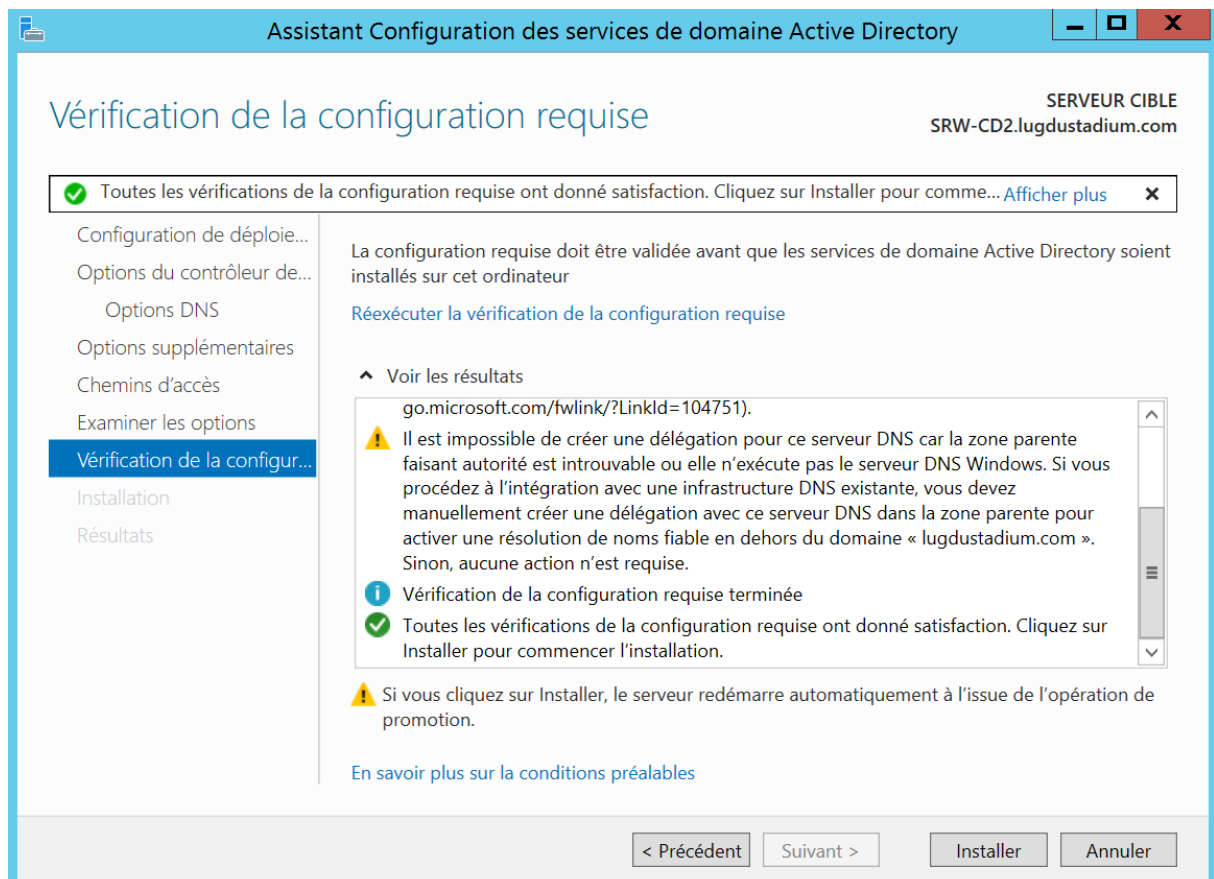 Assistant Configuration des services de domaine Active Directory
Vérification de la configuration requise
SERVEUR CIBLE
SRW-CD2.lugdustadium.com
Toutes les vérifications de la configuration requise ont donné satisfaction. Cliquez sur Installer pour comme... Afficher plus
Configuration de déploie...
Options du contrôleur de...
Options DNS
Options supplémentaires
Chemins d'accès
Examiner les options
Vérification de la configur...
Installation
Résultats
La configuration requise doit être validée avant que les services de domaine Active Directory soient
installés sur cet ordinateur
Réexécuter la vérification de la configuration requise
Voir les résultats
go.microsoft.com/fwlink/?LinkId=104751).
Il est impossible de créer une délégation pour ce serveur DNS car la zone parente
faisant autorité est introuvable ou elle n'exécute pas le serveur DNS Windows. Si vous
procédez à l'intégration avec une infrastructure DNS existante, vous devez
manuellement créer une délégation avec ce serveur DNS dans la zone parente pour
activer une résolution de noms fiable en dehors du domaine « lugdustadium.com ».
Sinon, aucune action n'est requise.
Vérification de la configuration requise terminée
Toutes les vérifications de la configuration requise ont donné satisfaction. Cliquez sur
Installer pour commencer l'installation.
Si vous cliquez sur Installer, le serveur redémarre automatiquement à l'issue de l'opération de
promotion.
En savoir plus sur la conditions préalables
< Précédent
Suivant >
Installer
Annuler